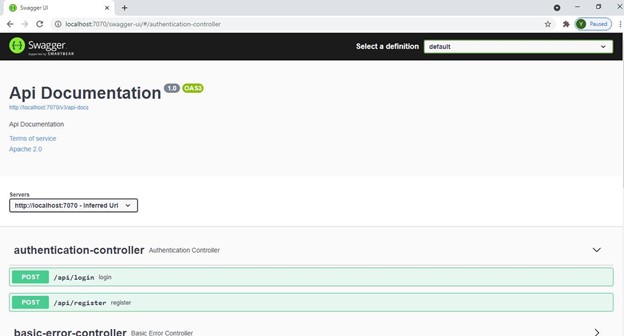 Swagger UI
localhost:7070/swagger-ui/#/authentication-controller
Y Paused
Swagger
Supported by SMARTBEAR
Select a definition
default
Api Documentation 1.0 OAS3
http://localhost:7070/v3/api-docs
Api Documentation
Terms of service
Apache 2.0
Servers
http://localhost:7070 - Inferred Url
authentication-controller Authentication Controller
POST /api/login login
POST /api/register register
basic-error-controller Basic Error Controller